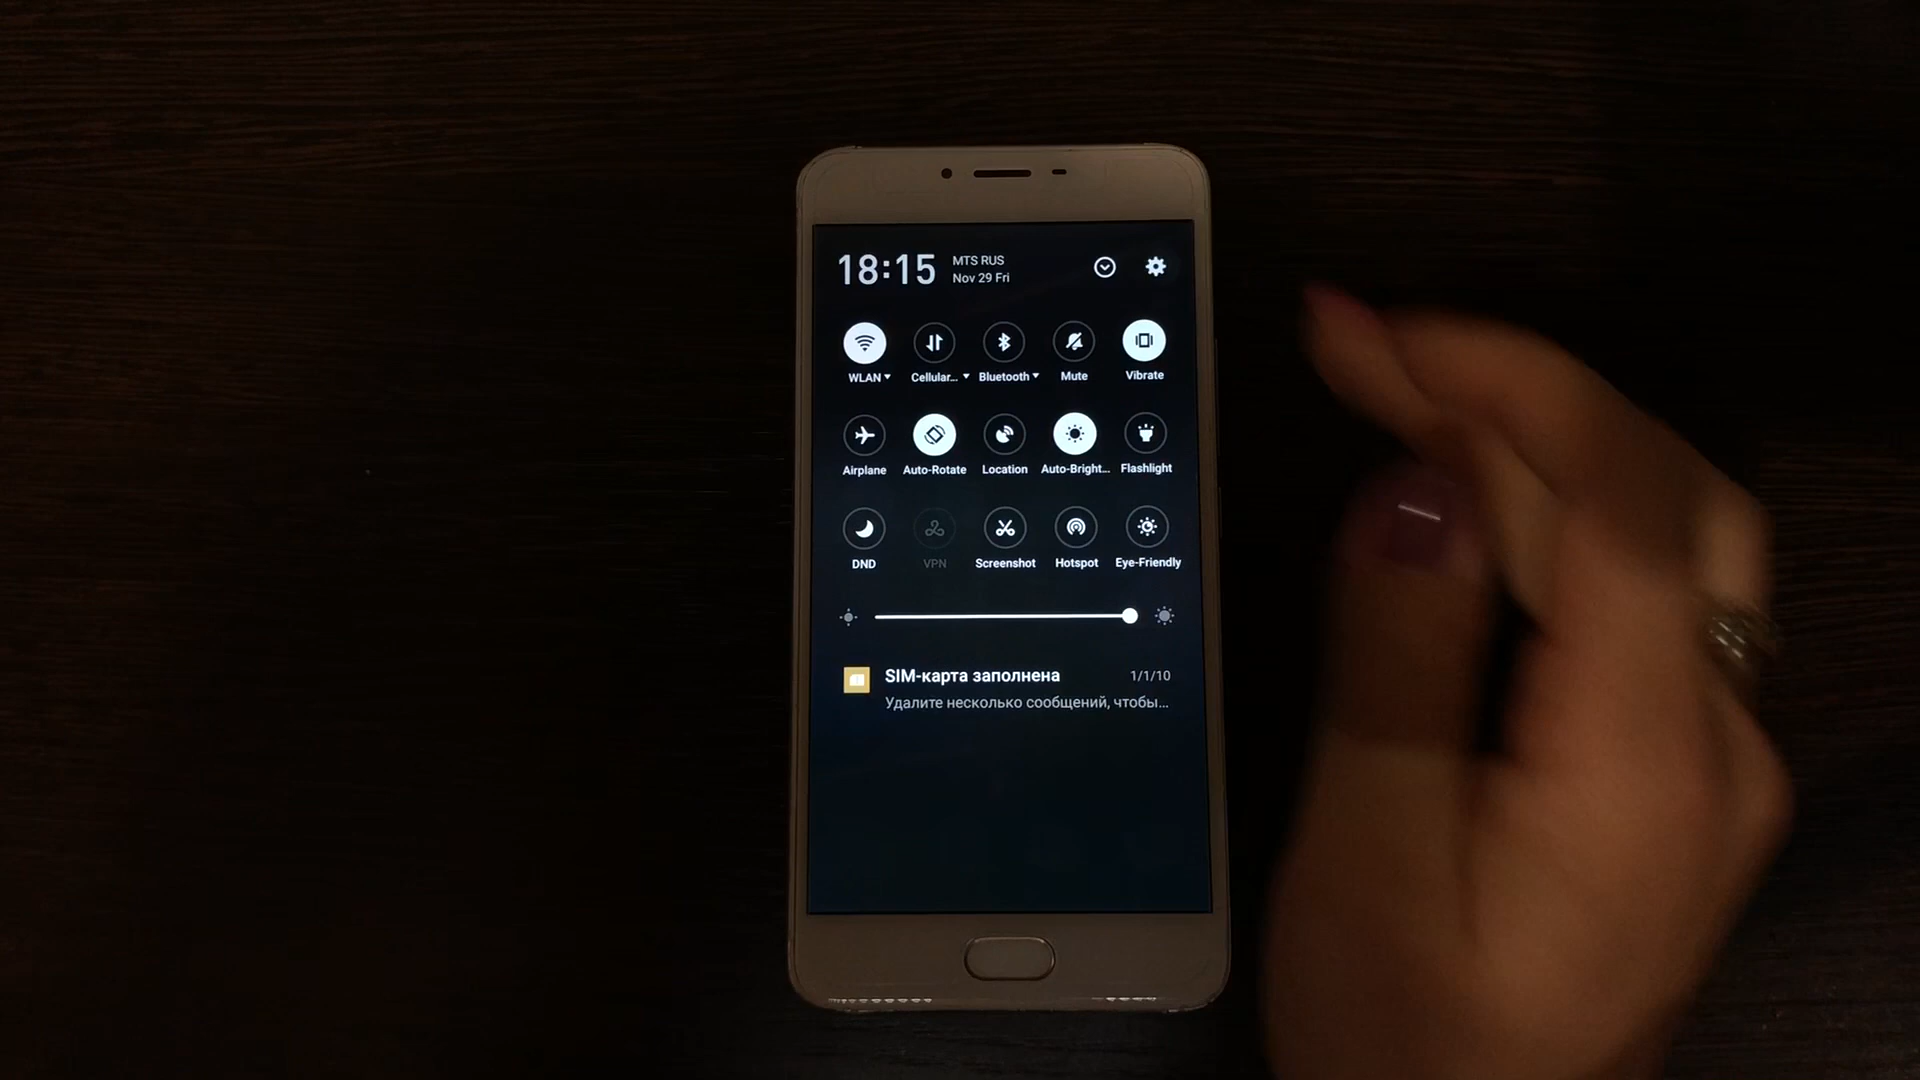 18:15 MTS RUS
Nov 29 Fri
WLAN Cellular... Bluetooth Mute Vibrate
Airplane Auto-Rotate Location Auto-Bright... Flashlight
DND VPN Screenshot Hotspot Eye-Friendly
SIM-карта заполнена 1/1/10
Удалите несколько сообщений, чтобы...